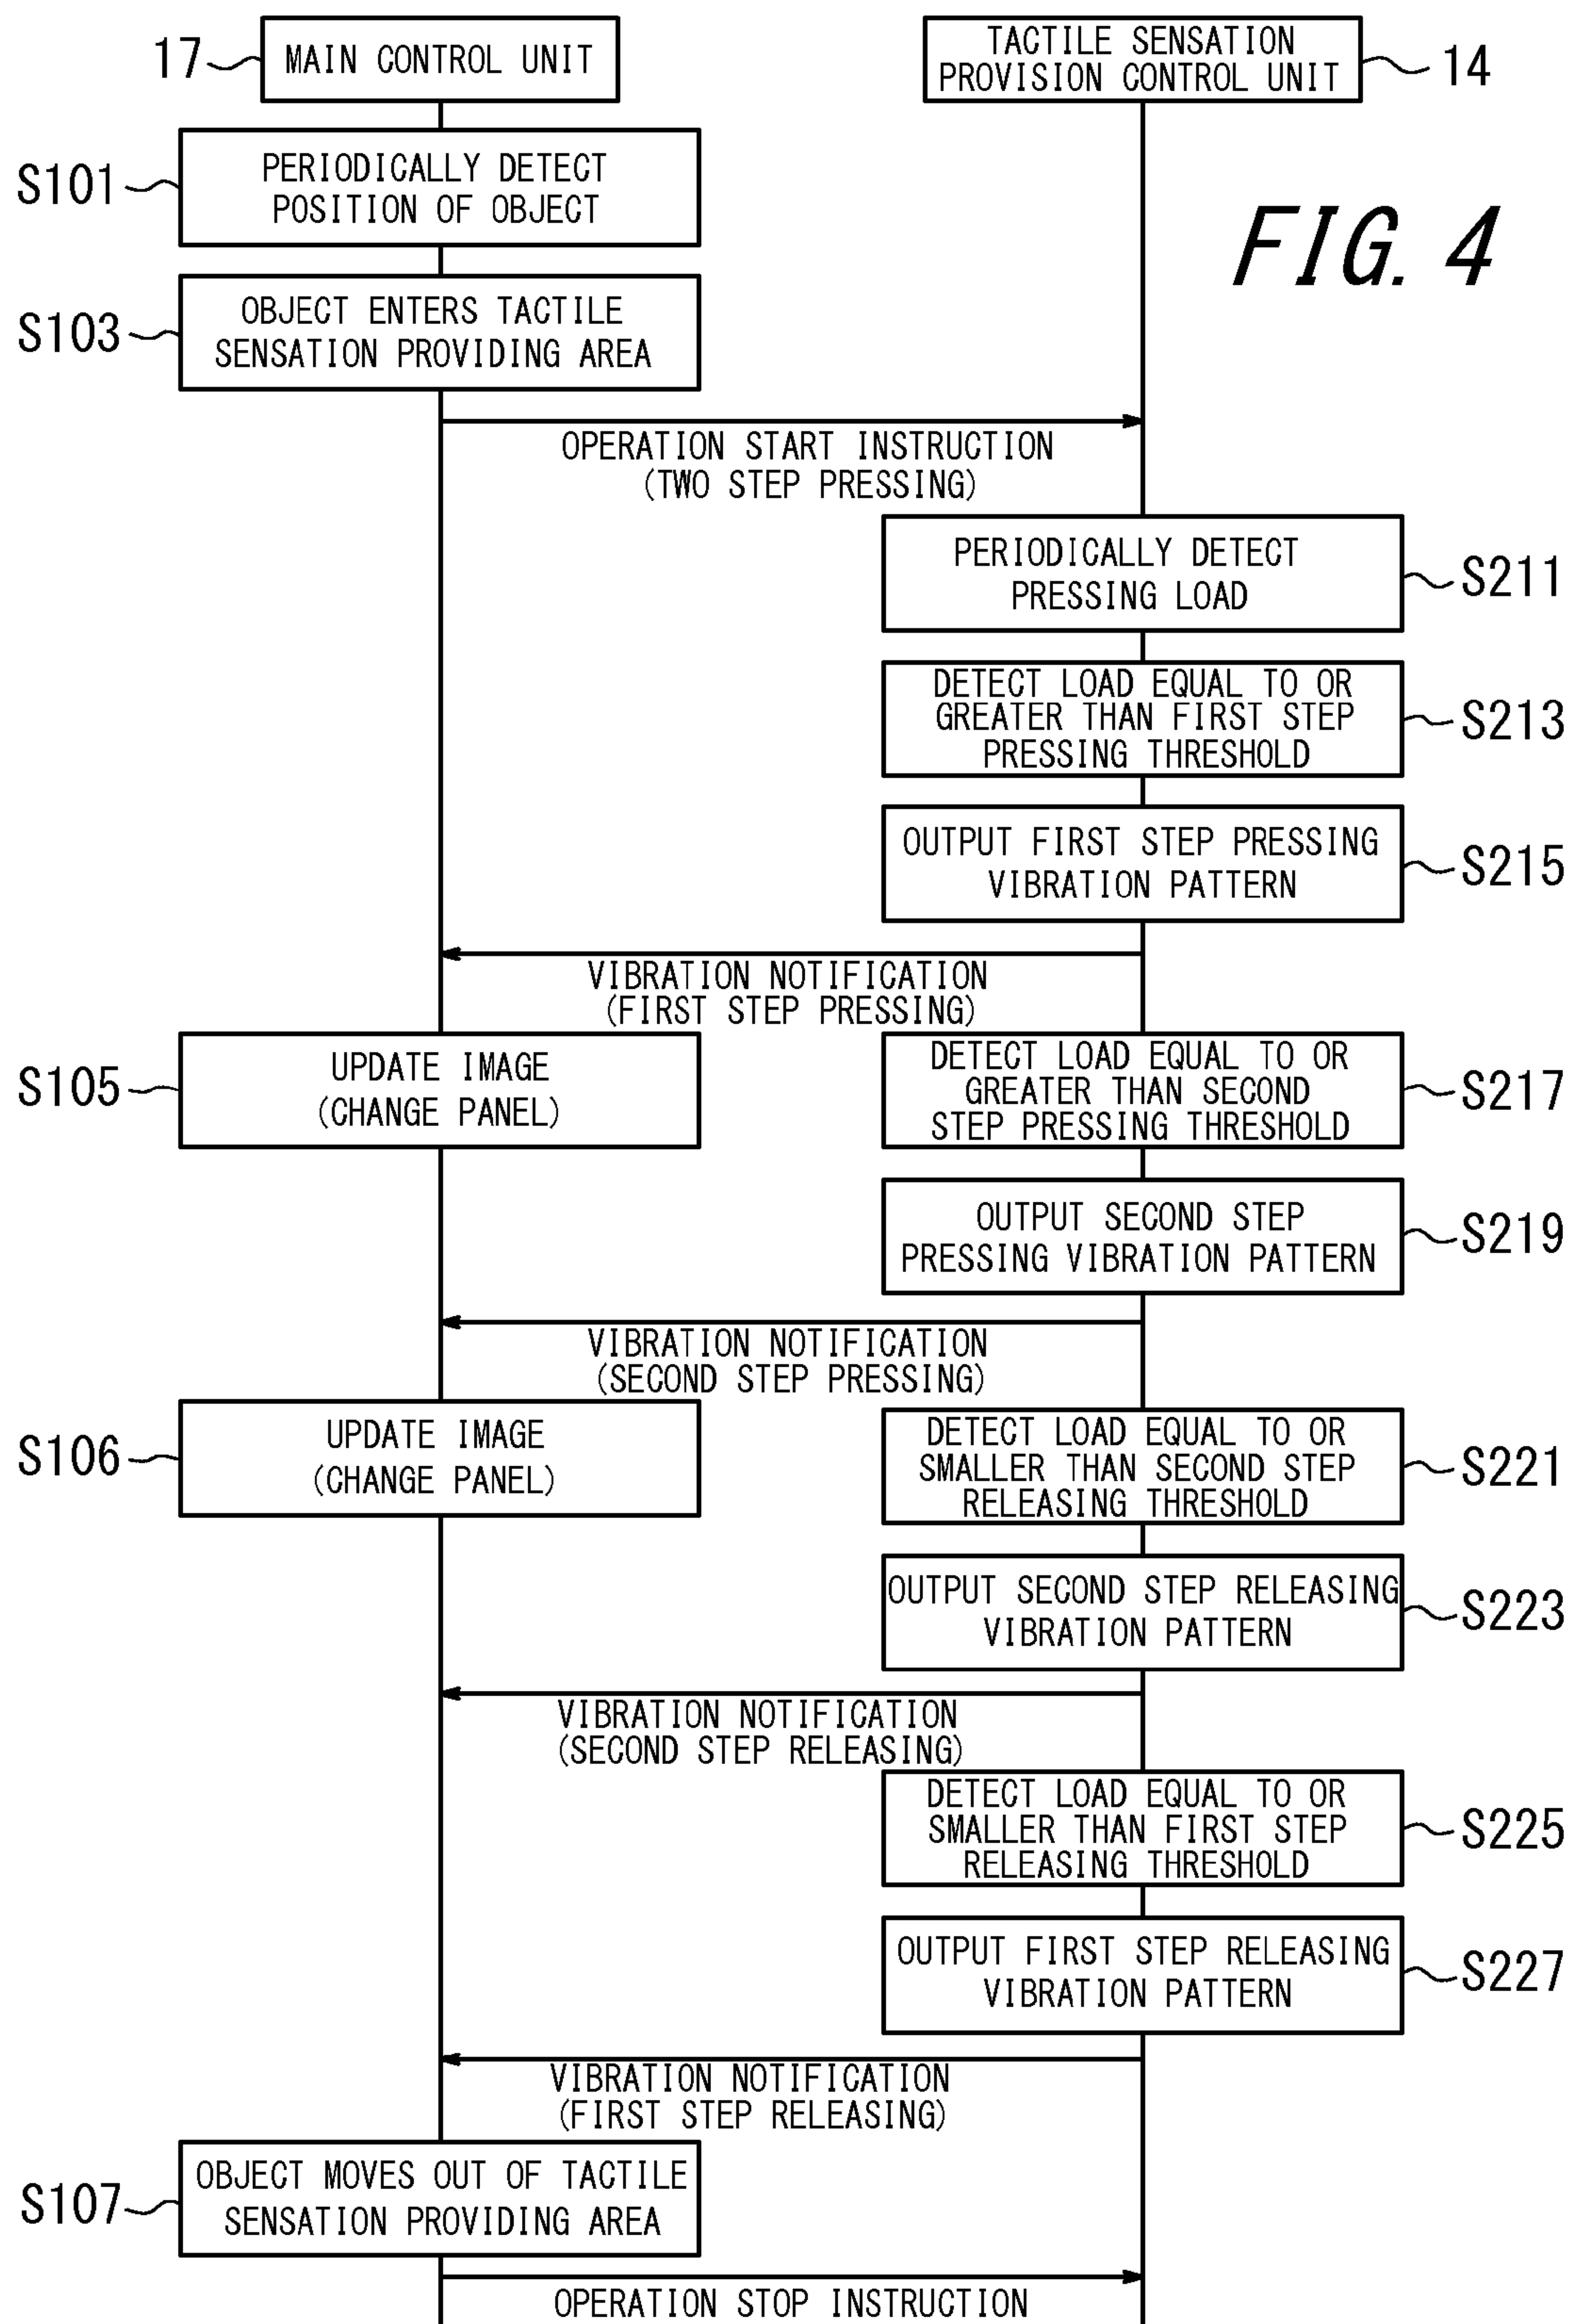 17
MAIN CONTROL UNIT
TACTILE SENSATION
PROVISION CONTROL UNIT
14
S101
PERIODICALLY DETECT
POSITION OF OBJECT
FIG. 4
S103
OBJECT ENTERS TACTILE
SENSATION PROVIDING AREA
OPERATION START INSTRUCTION
(TWO STEP PRESSING)
PERIODICALLY DETECT
PRESSING LOAD
S211
DETECT LOAD EQUAL TO OR
GREATER THAN FIRST STEP
PRESSING THRESHOLD
S213
OUTPUT FIRST STEP PRESSING
VIBRATION PATTERN
S215
VIBRATION NOTIFICATION
(FIRST STEP PRESSING)
S105
UPDATE IMAGE
(CHANGE PANEL)
DETECT LOAD EQUAL TO OR
GREATER THAN SECOND
STEP PRESSING THRESHOLD
S217
OUTPUT SECOND STEP
PRESSING VIBRATION PATTERN
S219
VIBRATION NOTIFICATION
(SECOND STEP PRESSING)
S106
UPDATE IMAGE
(CHANGE PANEL)
DETECT LOAD EQUAL TO OR
SMALLER THAN SECOND STEP
RELEASING THRESHOLD
S221
OUTPUT SECOND STEP RELEASING
VIBRATION PATTERN
S223
VIBRATION NOTIFICATION
(SECOND STEP RELEASING)
DETECT LOAD EQUAL TO OR
SMALLER THAN FIRST STEP
RELEASING THRESHOLD
S225
OUTPUT FIRST STEP RELEASING
VIBRATION PATTERN
S227
VIBRATION NOTIFICATION
(FIRST STEP RELEASING)
S107
OBJECT MOVES OUT OF TACTILE
SENSATION PROVIDING AREA
OPERATION STOP INSTRUCTION